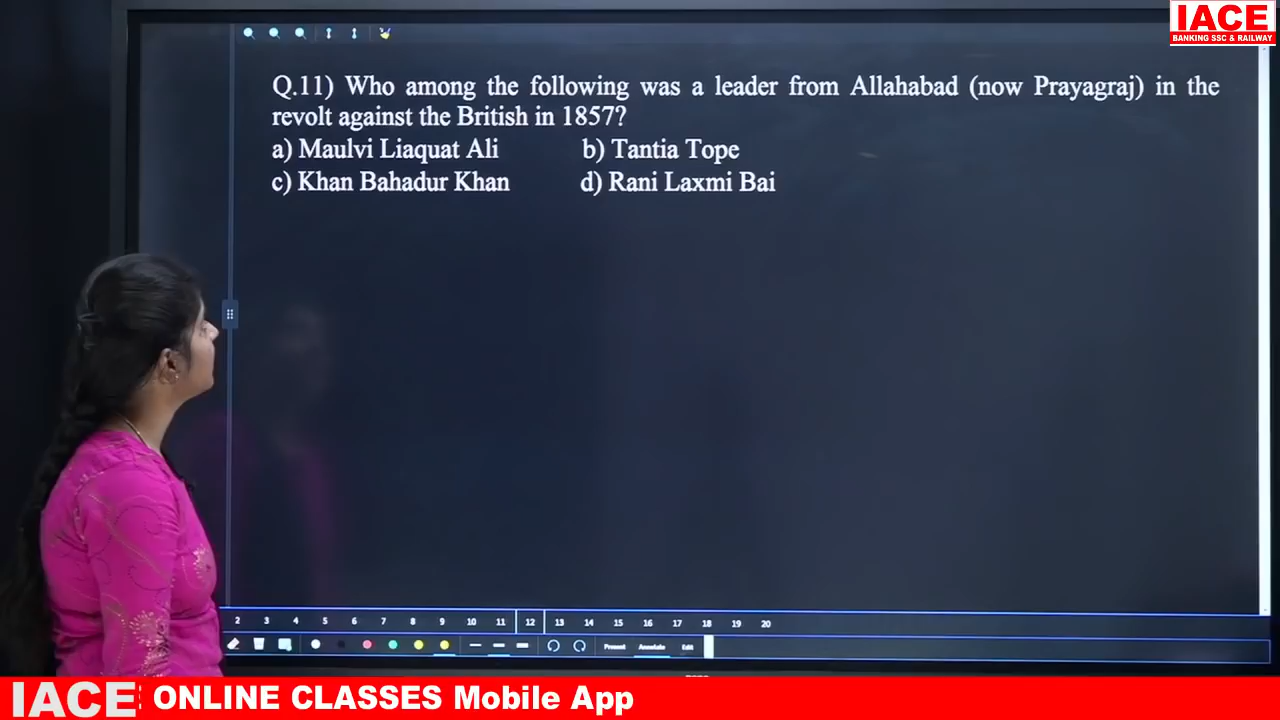 IACE
BANKING SSC & RAILWAY
Q.11) Who among the following was a leader from Allahabad (now Prayagraj) in the
revolt against the British in 1857?
a) Maulvi Liaquat Ali b) Tantia Tope
c) Khan Bahadur Khan d) Rani Laxmi Bai
2 3 4 5 6 7 8 9 10 11 12 13 14 15 16 17 18 19 20
Present Annotate Edit
IACE ONLINE CLASSES Mobile App